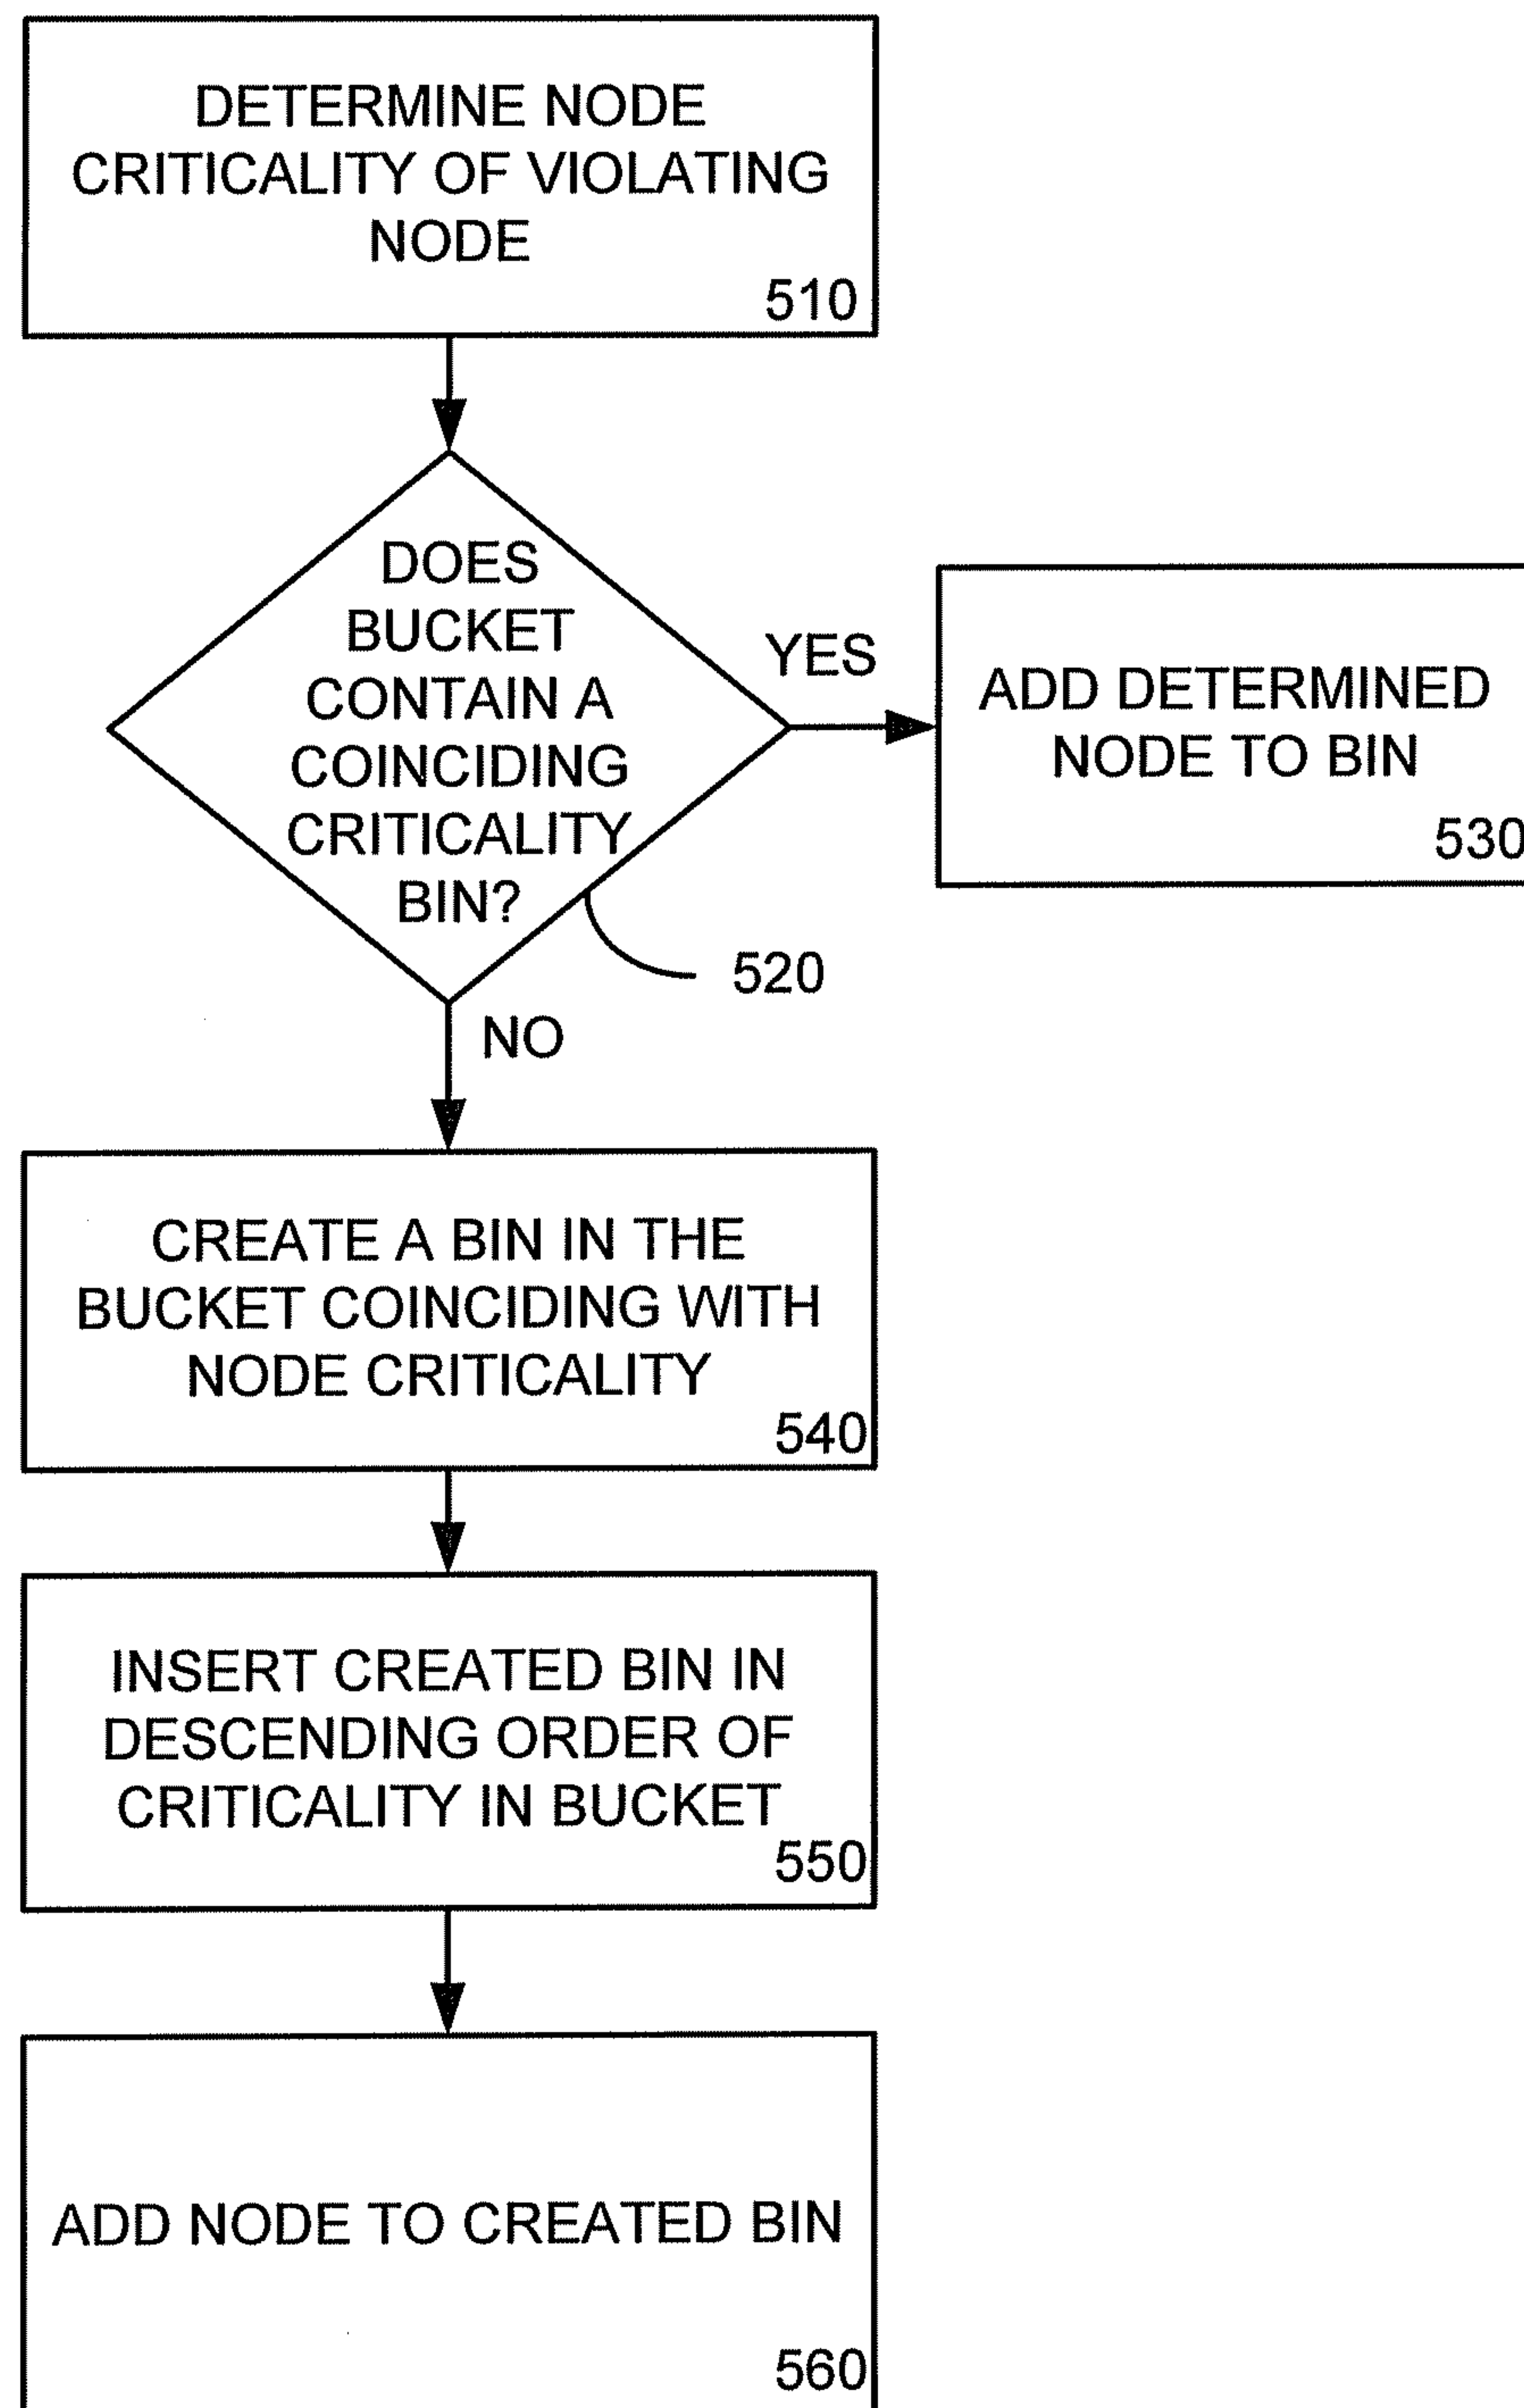 DETERMINE NODE
CRITICALITY OF VIOLATING
NODE
510
DOES
BUCKET
CONTAIN A
COINCIDING
CRITICALITY
BIN?
520
YES
ADD DETERMINED
NODE TO BIN
530
NO
CREATE A BIN IN THE
BUCKET COINCIDING WITH
NODE CRITICALITY
540
INSERT CREATED BIN IN
DESCENDING ORDER OF
CRITICALITY IN BUCKET
550
ADD NODE TO CREATED BIN
560